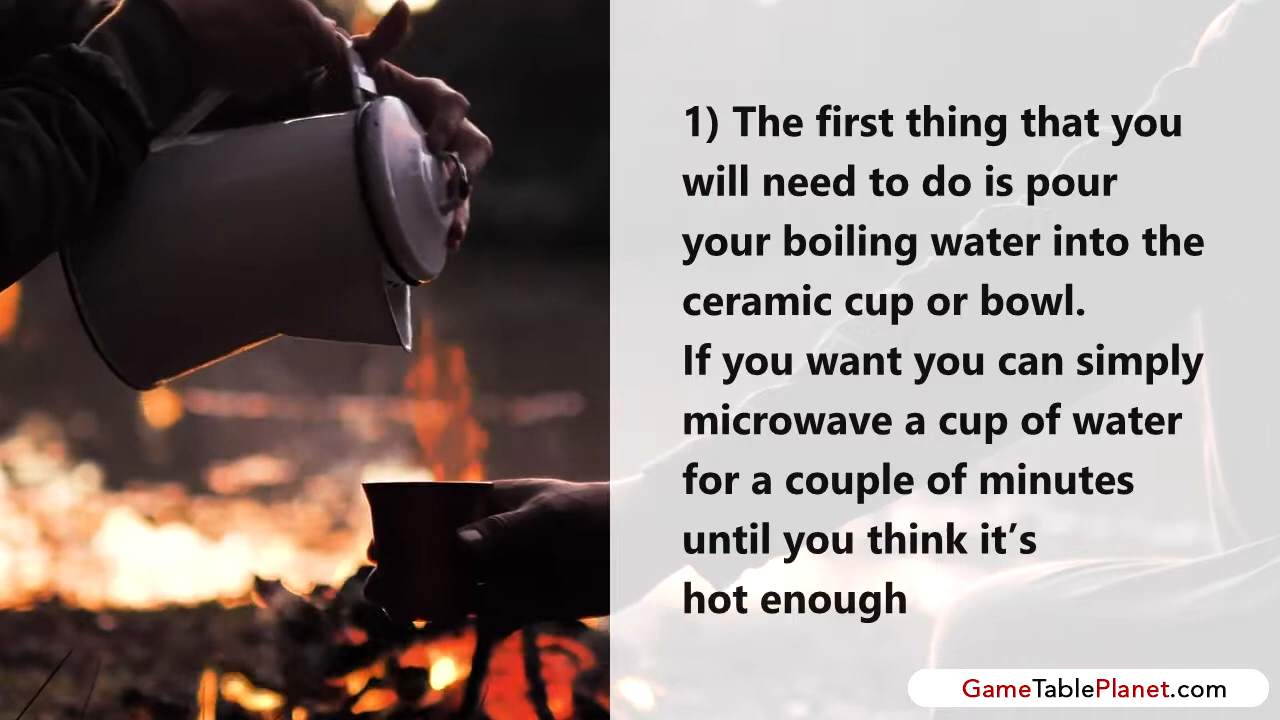 1) The first thing that you
will need to do is pour
your boiling water into the
ceramic cup or bowl.
If you want you can simply
microwave a cup of water
for a couple of minutes
until you think it’s
hot enough
GameTablePlanet.com